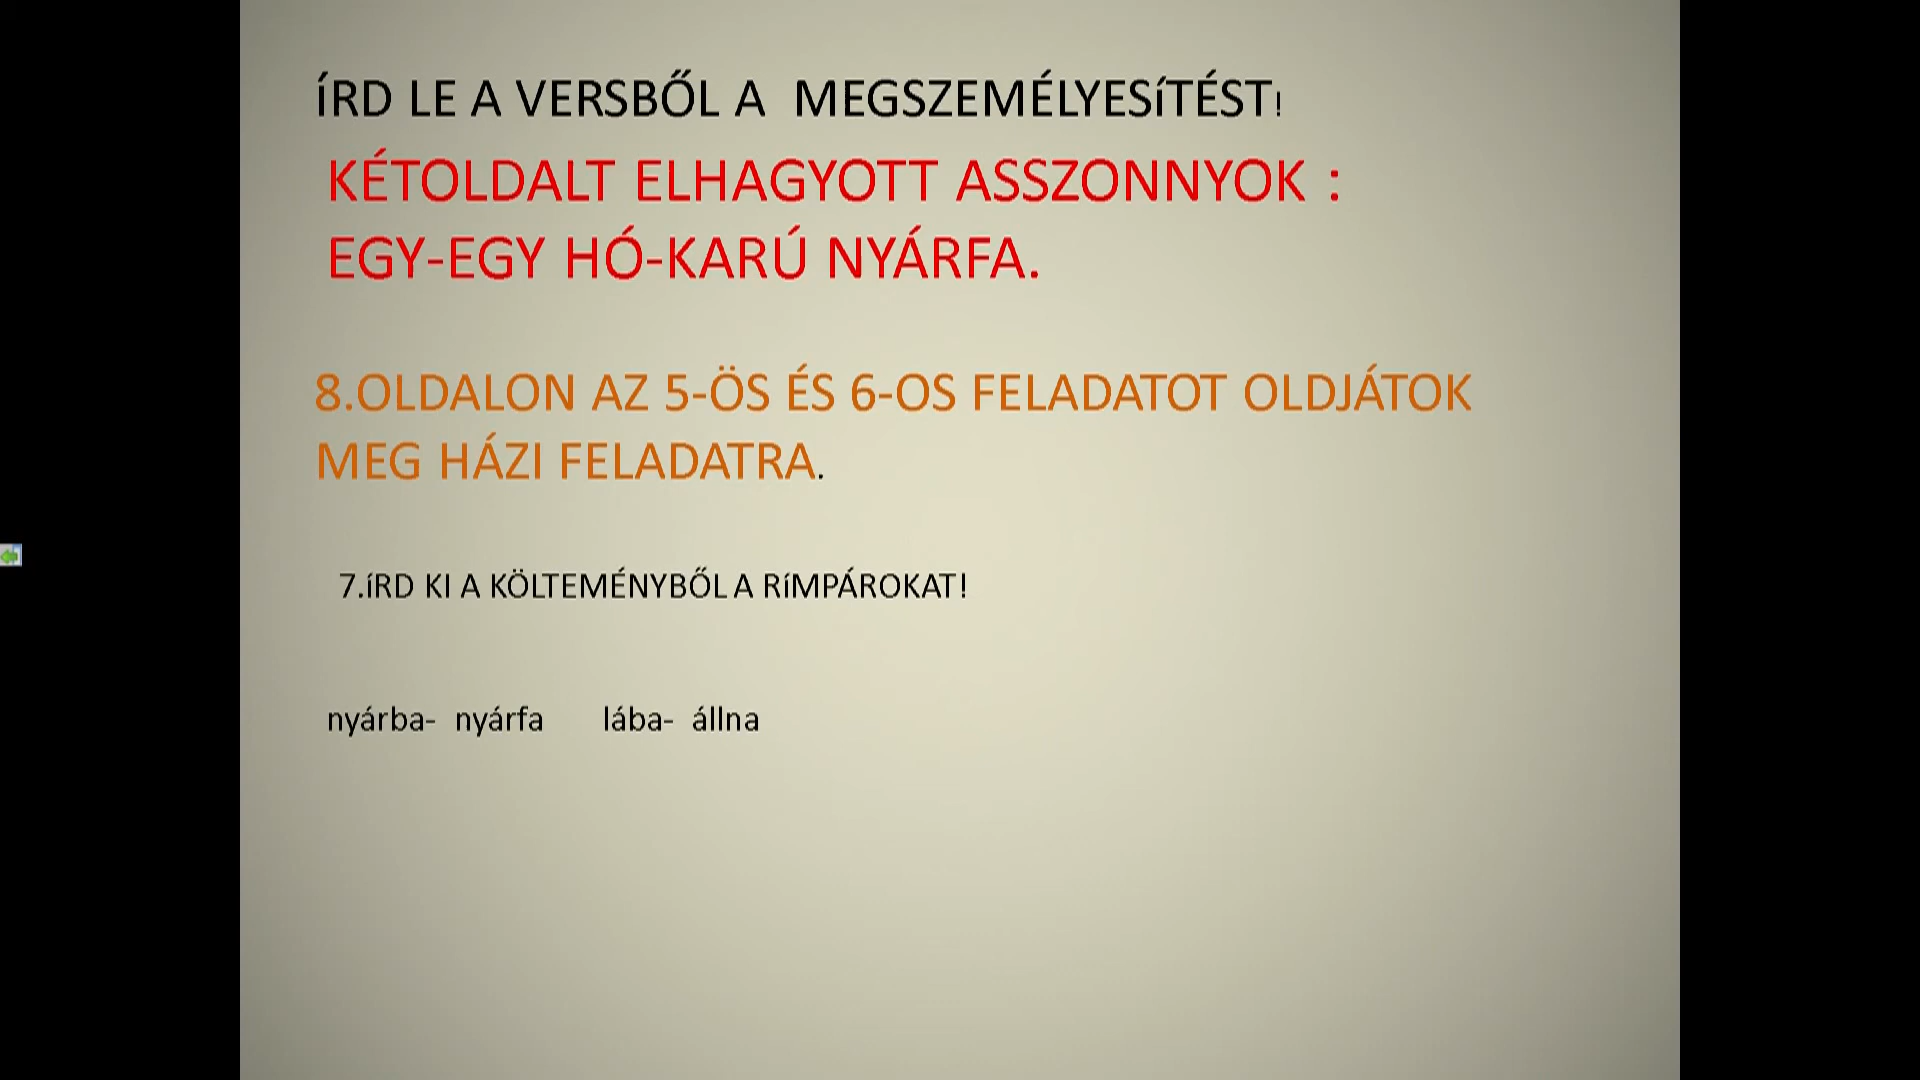 íRD LE A VERSBŐL A MEGSZEMÉLYESíTÉST!
KÉTOLDALT ELHAGYOTT ASSZONNYOK :
EGY-EGY HÓ-KARÚ NYÁRFA.
8.OLDALON AZ 5-ÖS ÉS 6-OS FELADATOT OLDJÁTOK
MEG HÁZI FELADATRA.
7.íRD KI A KÖLTEMÉNYBŐL A RíMPÁROKAT!
nyárba- nyárfa lába- állna